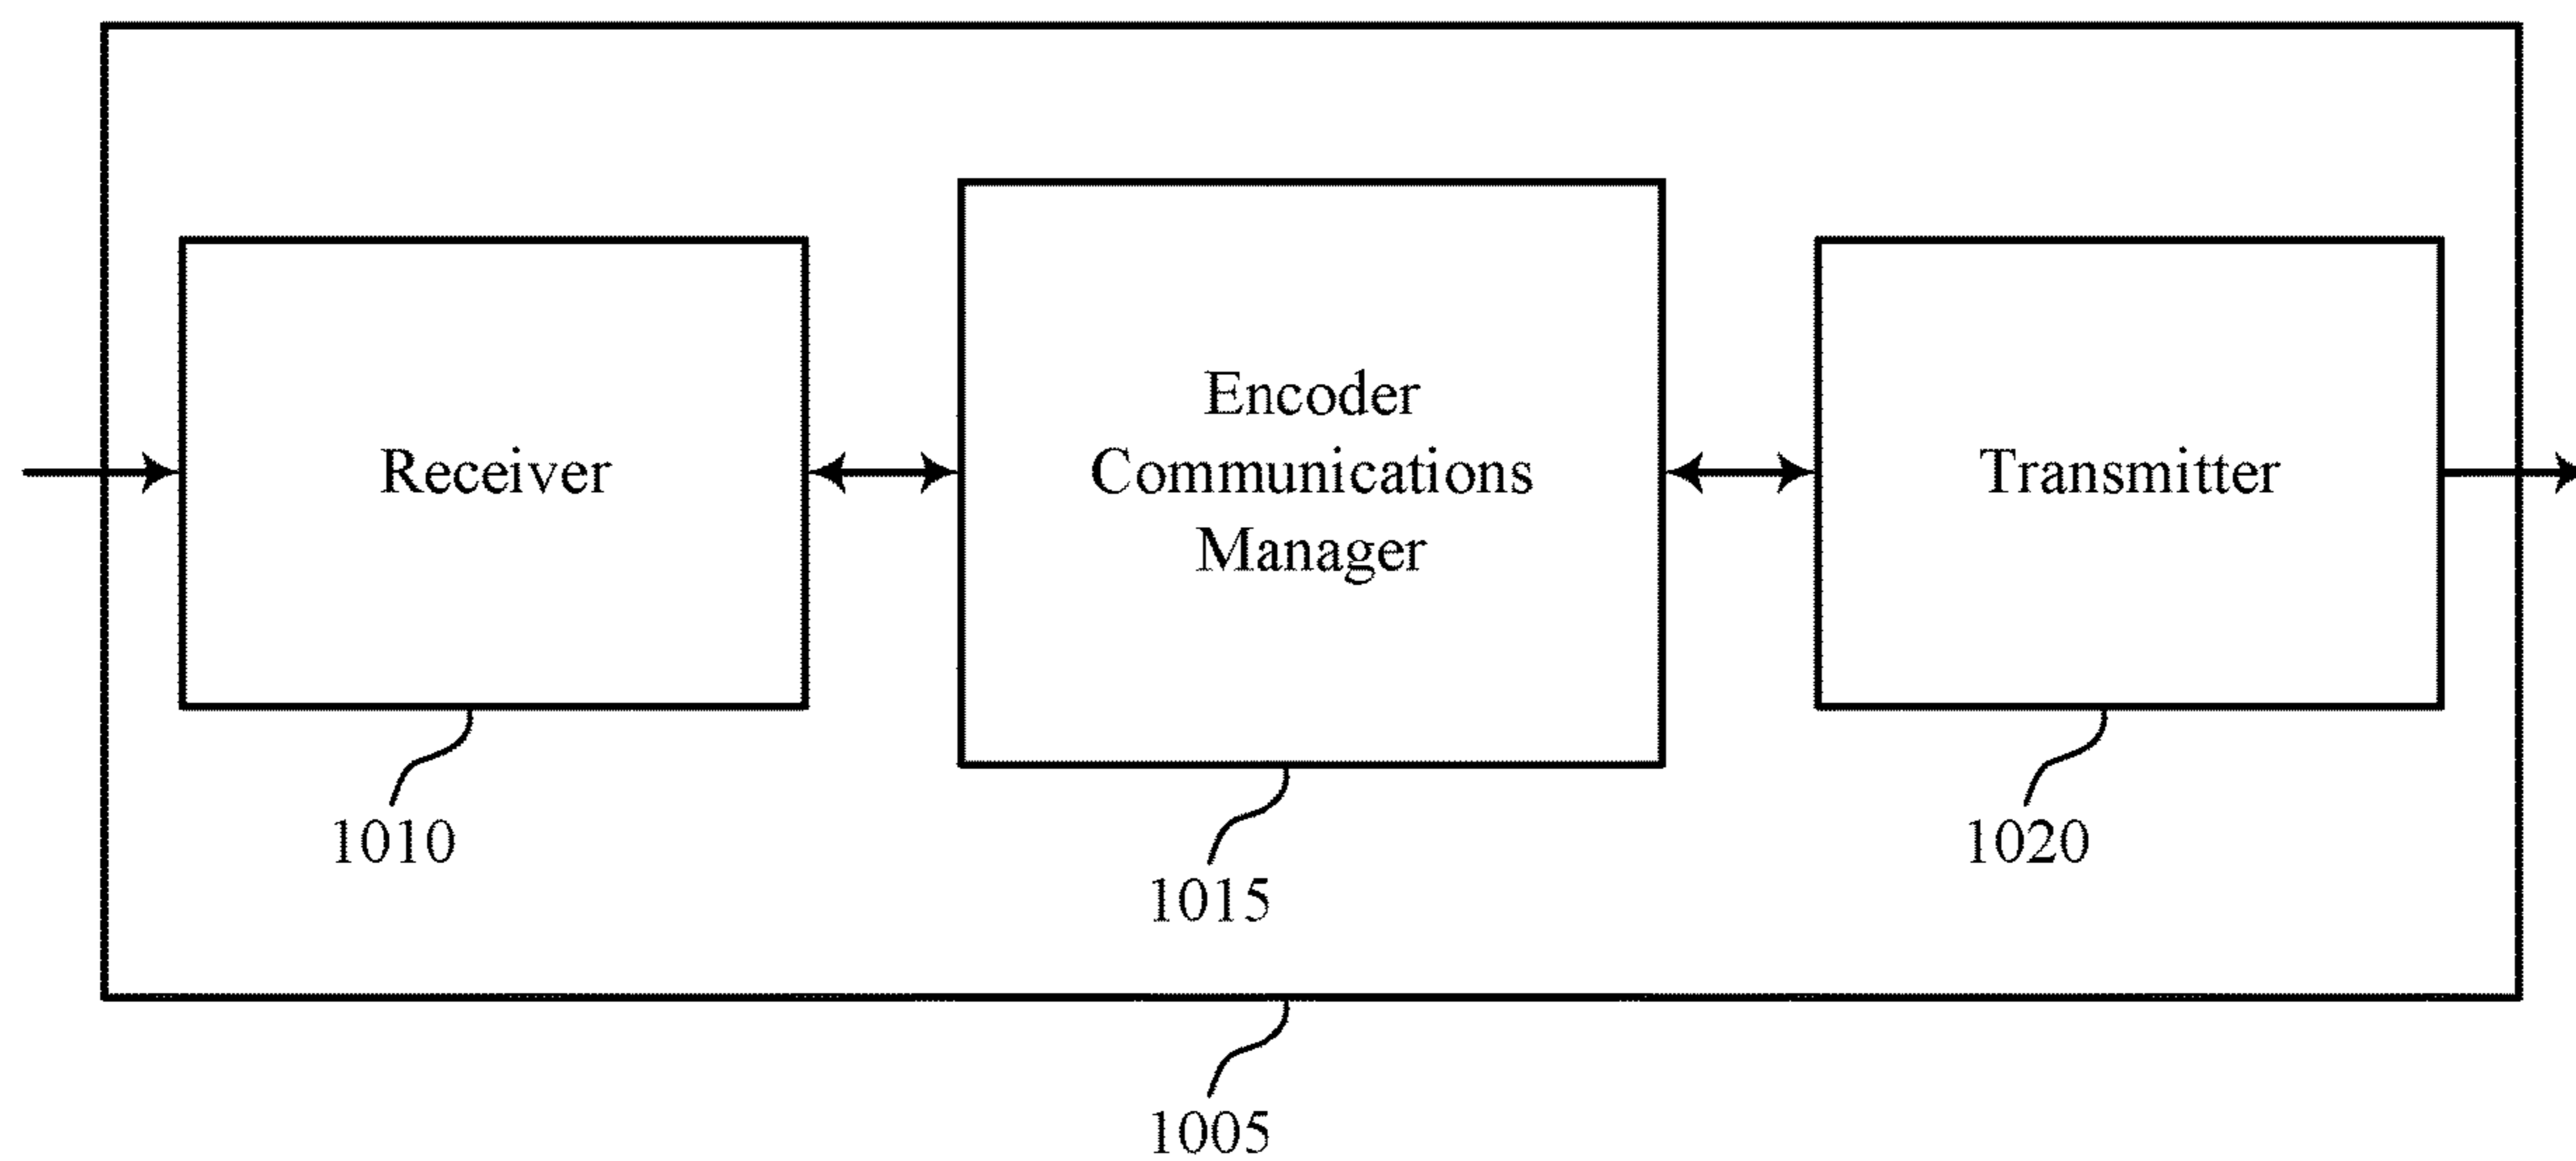 Receiver
Encoder
Communications
Manager
Transmitter
1010
1015
1020
1005